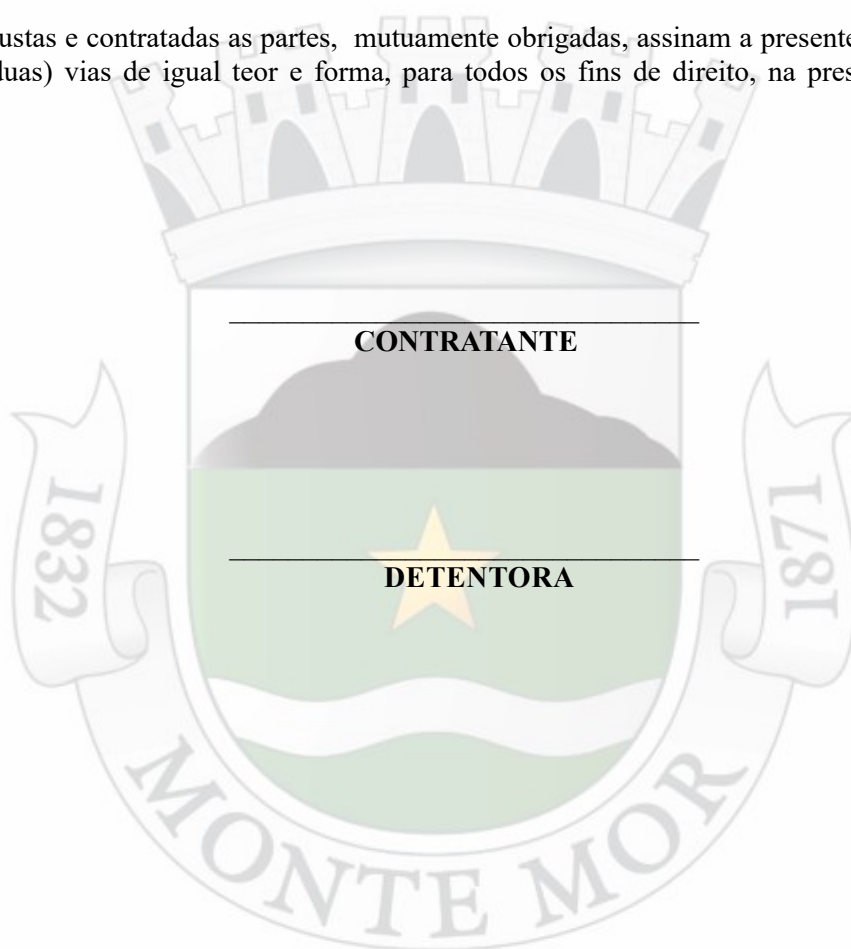 ustas e contratadas as partes, mutuamente obrigadas, assinam a presente
duas) vias de igual teor e forma, para todos os fins de direito, na pres
CONTRATANTE
DETENTORA
1832
1871
MONTE MOR